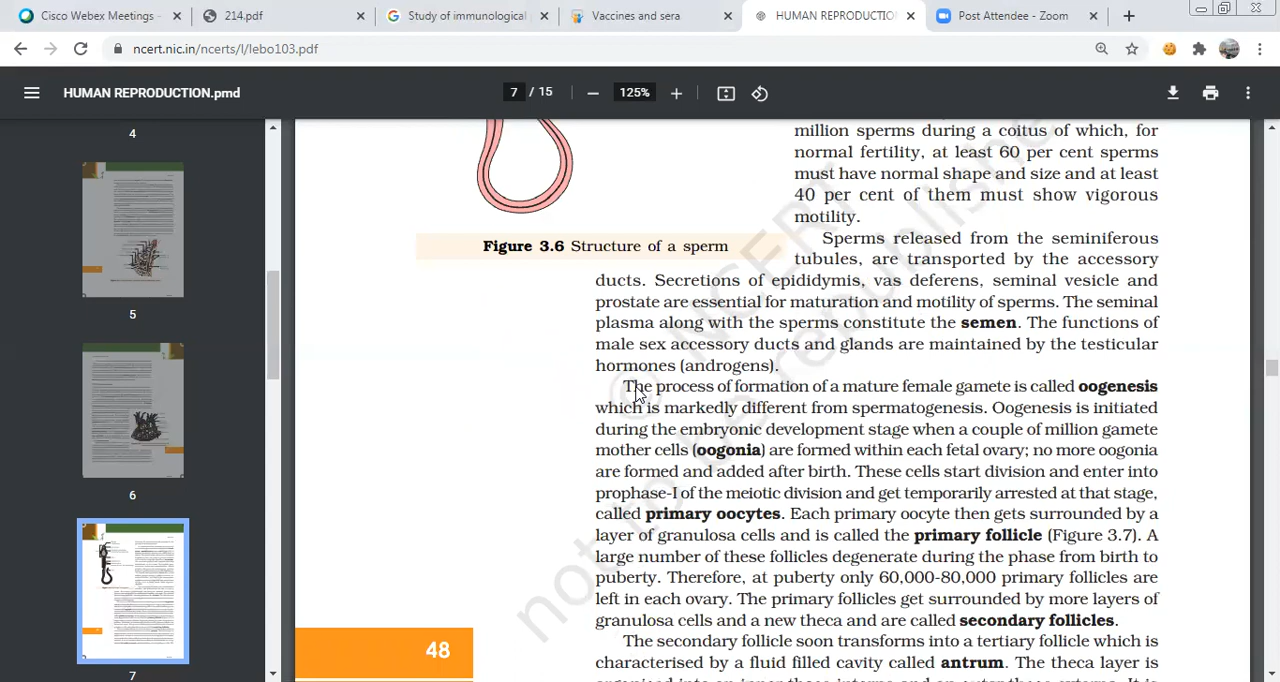 Cisco Webex Meetings -
214.pdf
Study of immunological
Vaccines and sera
HUMAN REPRODUCTIO
Post Attendee - Zoom
ncert.nic.in/ncerts/l/lebo103.pdf
HUMAN REPRODUCTION.pmd
7 / 15
125%
4
5
6
7
million sperms during a coitus of which, for
normal fertility, at least 60 per cent sperms
must have normal shape and size and at least
40 per cent of them must show vigorous
motility.
Figure 3.6 Structure of a sperm
Sperms released from the seminiferous
tubules, are transported by the accessory
ducts. Secretions of epididymis, vas deferens, seminal vesicle and
prostate are essential for maturation and motility of sperms. The seminal
plasma along with the sperms constitute the semen. The functions of
male sex accessory ducts and glands are maintained by the testicular
hormones (androgens).
The process of formation of a mature female gamete is called oogenesis
which is markedly different from spermatogenesis. Oogenesis is initiated
during the embryonic development stage when a couple of million gamete
mother cells (oogonia) are formed within each fetal ovary; no more oogonia
are formed and added after birth. These cells start division and enter into
prophase-I of the meiotic division and get temporarily arrested at that stage,
called primary oocytes. Each primary oocyte then gets surrounded by a
layer of granulosa cells and is called the primary follicle (Figure 3.7). A
large number of these follicles degenerate during the phase from birth to
puberty. Therefore, at puberty only 60,000-80,000 primary follicles are
left in each ovary. The primary follicles get surrounded by more layers of
granulosa cells and a new theca and are called secondary follicles.
The secondary follicle soon transforms into a tertiary follicle which is
characterised by a fluid filled cavity called antrum. The theca layer is
48